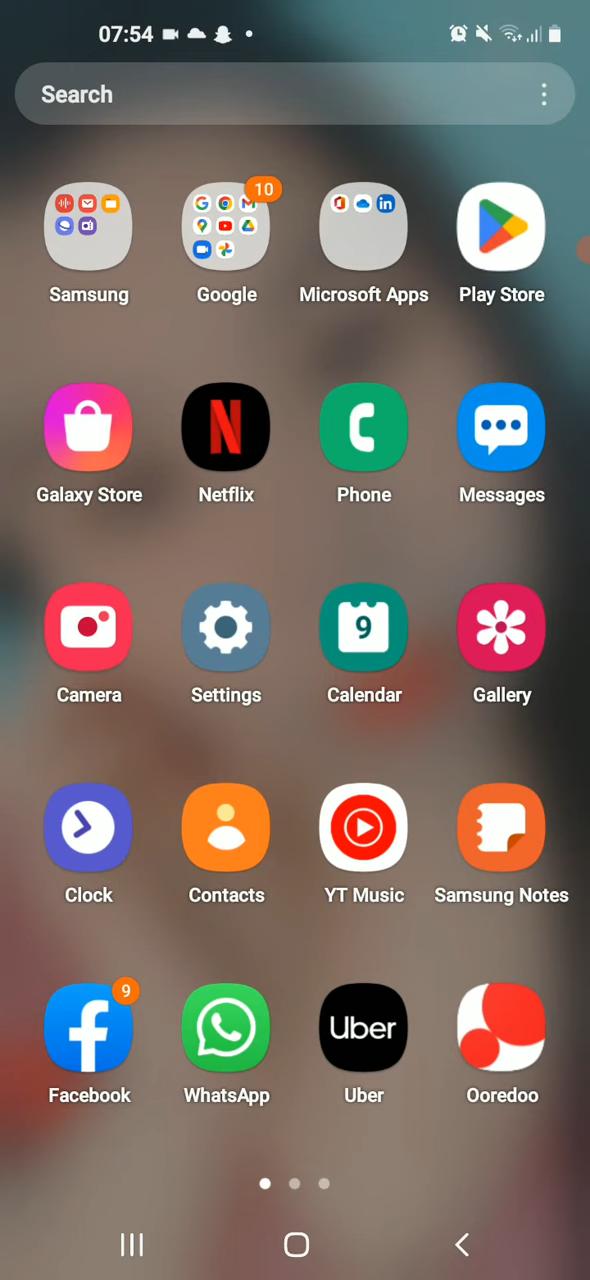 07:54
Search
10
Samsung
Google
Microsoft Apps
Play Store
Galaxy Store
Netflix
Phone
Messages
9
Camera
Settings
Calendar
Gallery
Clock
Contacts
YT Music
Samsung Notes
9
Uber
Facebook
WhatsApp
Uber
Ooredoo